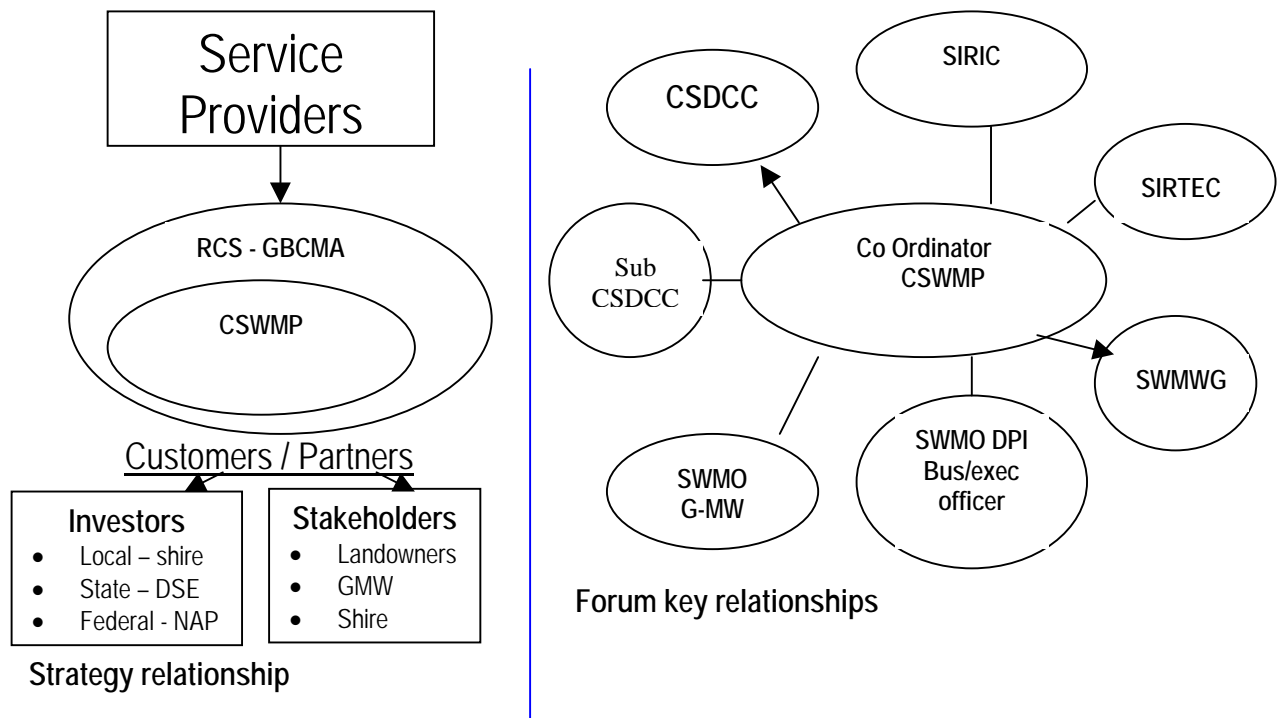 Service
Providers
RCS - GBCMA
CSWMP
Customers / Partners
Investors
• Local – shire
• State – DSE
• Federal - NAP
Stakeholders
• Landowners
• GMW
• Shire
Strategy relationship
SIRIC
CSDCC
SIRTEC
Co Ordinator
CSWMP
Sub
CSDCC
SWMWG
SWMO
G-MW
SWMO DPI
Bus/exec
officer
Forum key relationships